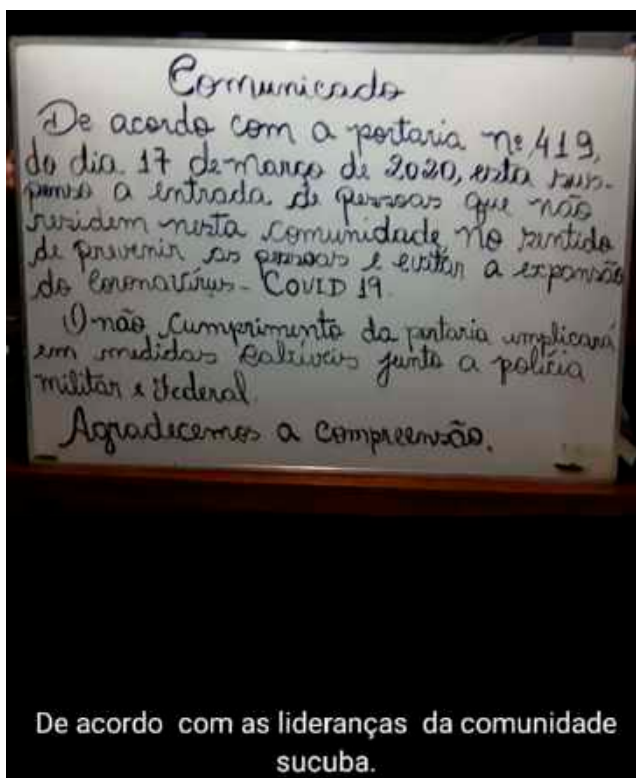 Comunicado
De acordo com a portaria nº 419,
do dia 17 de março de 2020, esta sus-
penso a entrada de pessoas que não
residem nesta comunidade, no sentido
de prevenir as pessoas e evitar a expansão
do Coronavírus - COVID 19.
O não cumprimento da portaria implicará
em medidas cabíveis junto a polícia
militar e Federal.
Agradecemos a compreensão.
De acordo com as lideranças da comunidade
sucuba.